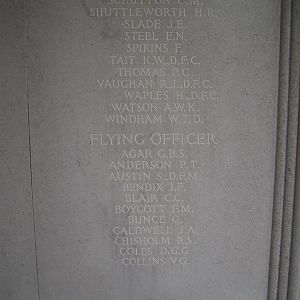 SCRUTTON C.M.
SHUTTLEWORTH H.R.
SLADE J.E.
STEEL E.N.
SPIKINS F.
TAIT K.W., D.F.C.
THOMAS P.C.
VAUGHAN R.J., D.F.C.
WAPLES H., D.F.C.
WATSON A.W.K.
WINDHAM W.T.D.
FLYING OFFICER
AGAR G.B.S.
ANDERSON P.T.
AUSTIN S., D.F.M.
BENDIX J.F.
BLAIR C.C.
BOYCOTT F.M.
BUNCE G.
CALDWELL J.A.
CHISHOLM R.S.
COLES D.G.G.
COLLINS V.G.